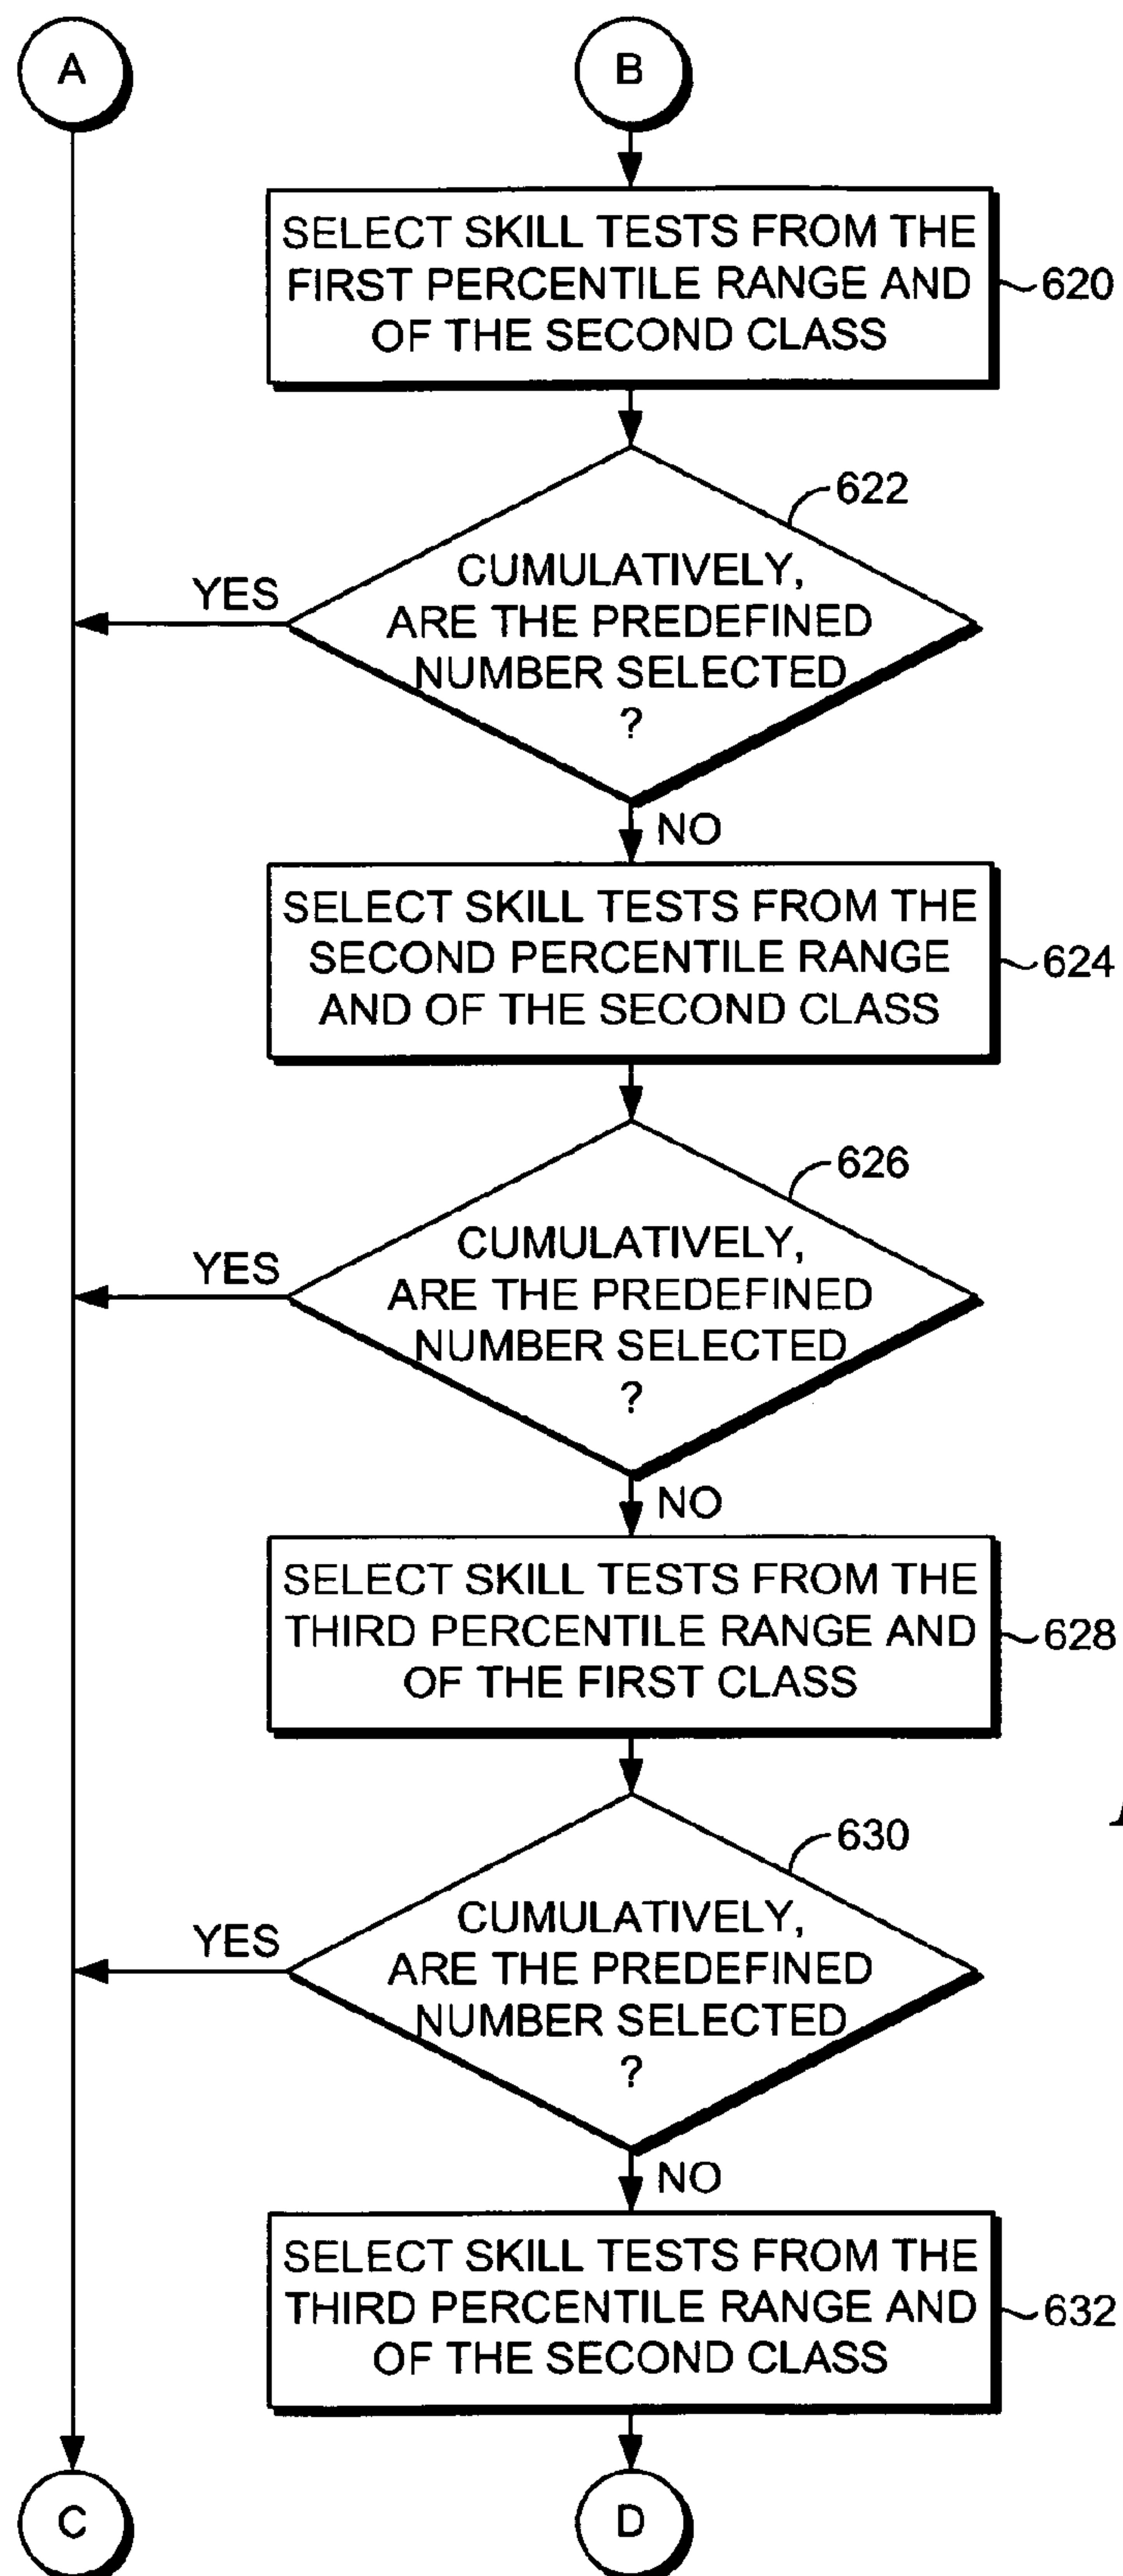 A
B
SELECT SKILL TESTS FROM THE
FIRST PERCENTILE RANGE AND
OF THE SECOND CLASS
620
622
CUMULATIVELY,
ARE THE PREDEFINED
NUMBER SELECTED
?
YES
NO
SELECT SKILL TESTS FROM THE
SECOND PERCENTILE RANGE
AND OF THE SECOND CLASS
624
626
CUMULATIVELY,
ARE THE PREDEFINED
NUMBER SELECTED
?
YES
NO
SELECT SKILL TESTS FROM THE
THIRD PERCENTILE RANGE AND
OF THE FIRST CLASS
628
630
CUMULATIVELY,
ARE THE PREDEFINED
NUMBER SELECTED
?
YES
NO
SELECT SKILL TESTS FROM THE
THIRD PERCENTILE RANGE AND
OF THE SECOND CLASS
632
C
D